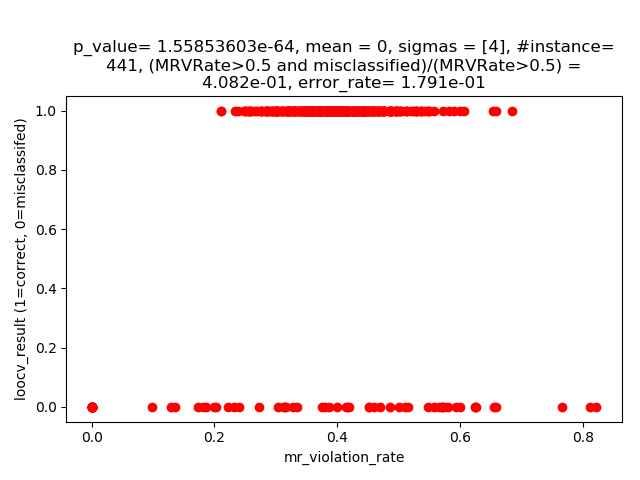 p_value= 1.55853603e-64, mean = 0, sigmas = [4], #instance=
441, (MRVRate>0.5 and misclassified)/(MRVRate>0.5) =
4.082e-01, error_rate= 1.791e-01
1.0
0.8
0.6
0.4
0.2
0.0
loocv_result (1=correct, 0=misclassifed)
0.0 0.2 0.4 0.6 0.8
mr_violation_rate